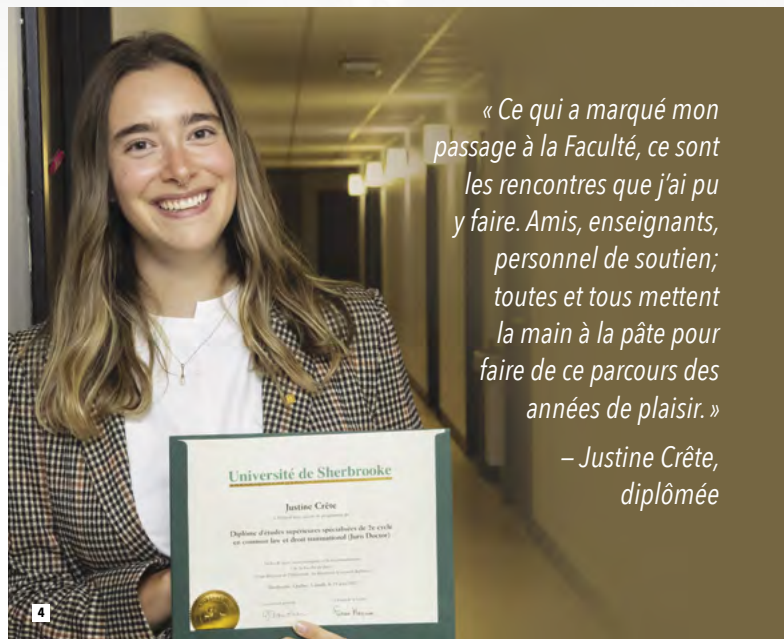 « Ce qui a marqué mon
passage à la Faculté, ce sont
les rencontres que j’ai pu
y faire. Amis, enseignants,
personnel de soutien;
toutes et tous mettent
la main à la pâte pour
faire de ce parcours des
années de plaisir. »
– Justine Crête,
diplômée
Université de Sherbrooke
Justine Crête
Diplôme d'études supérieures spécialisées de 2e cycle
en common law et droit transnational (Juris Doctor)
4